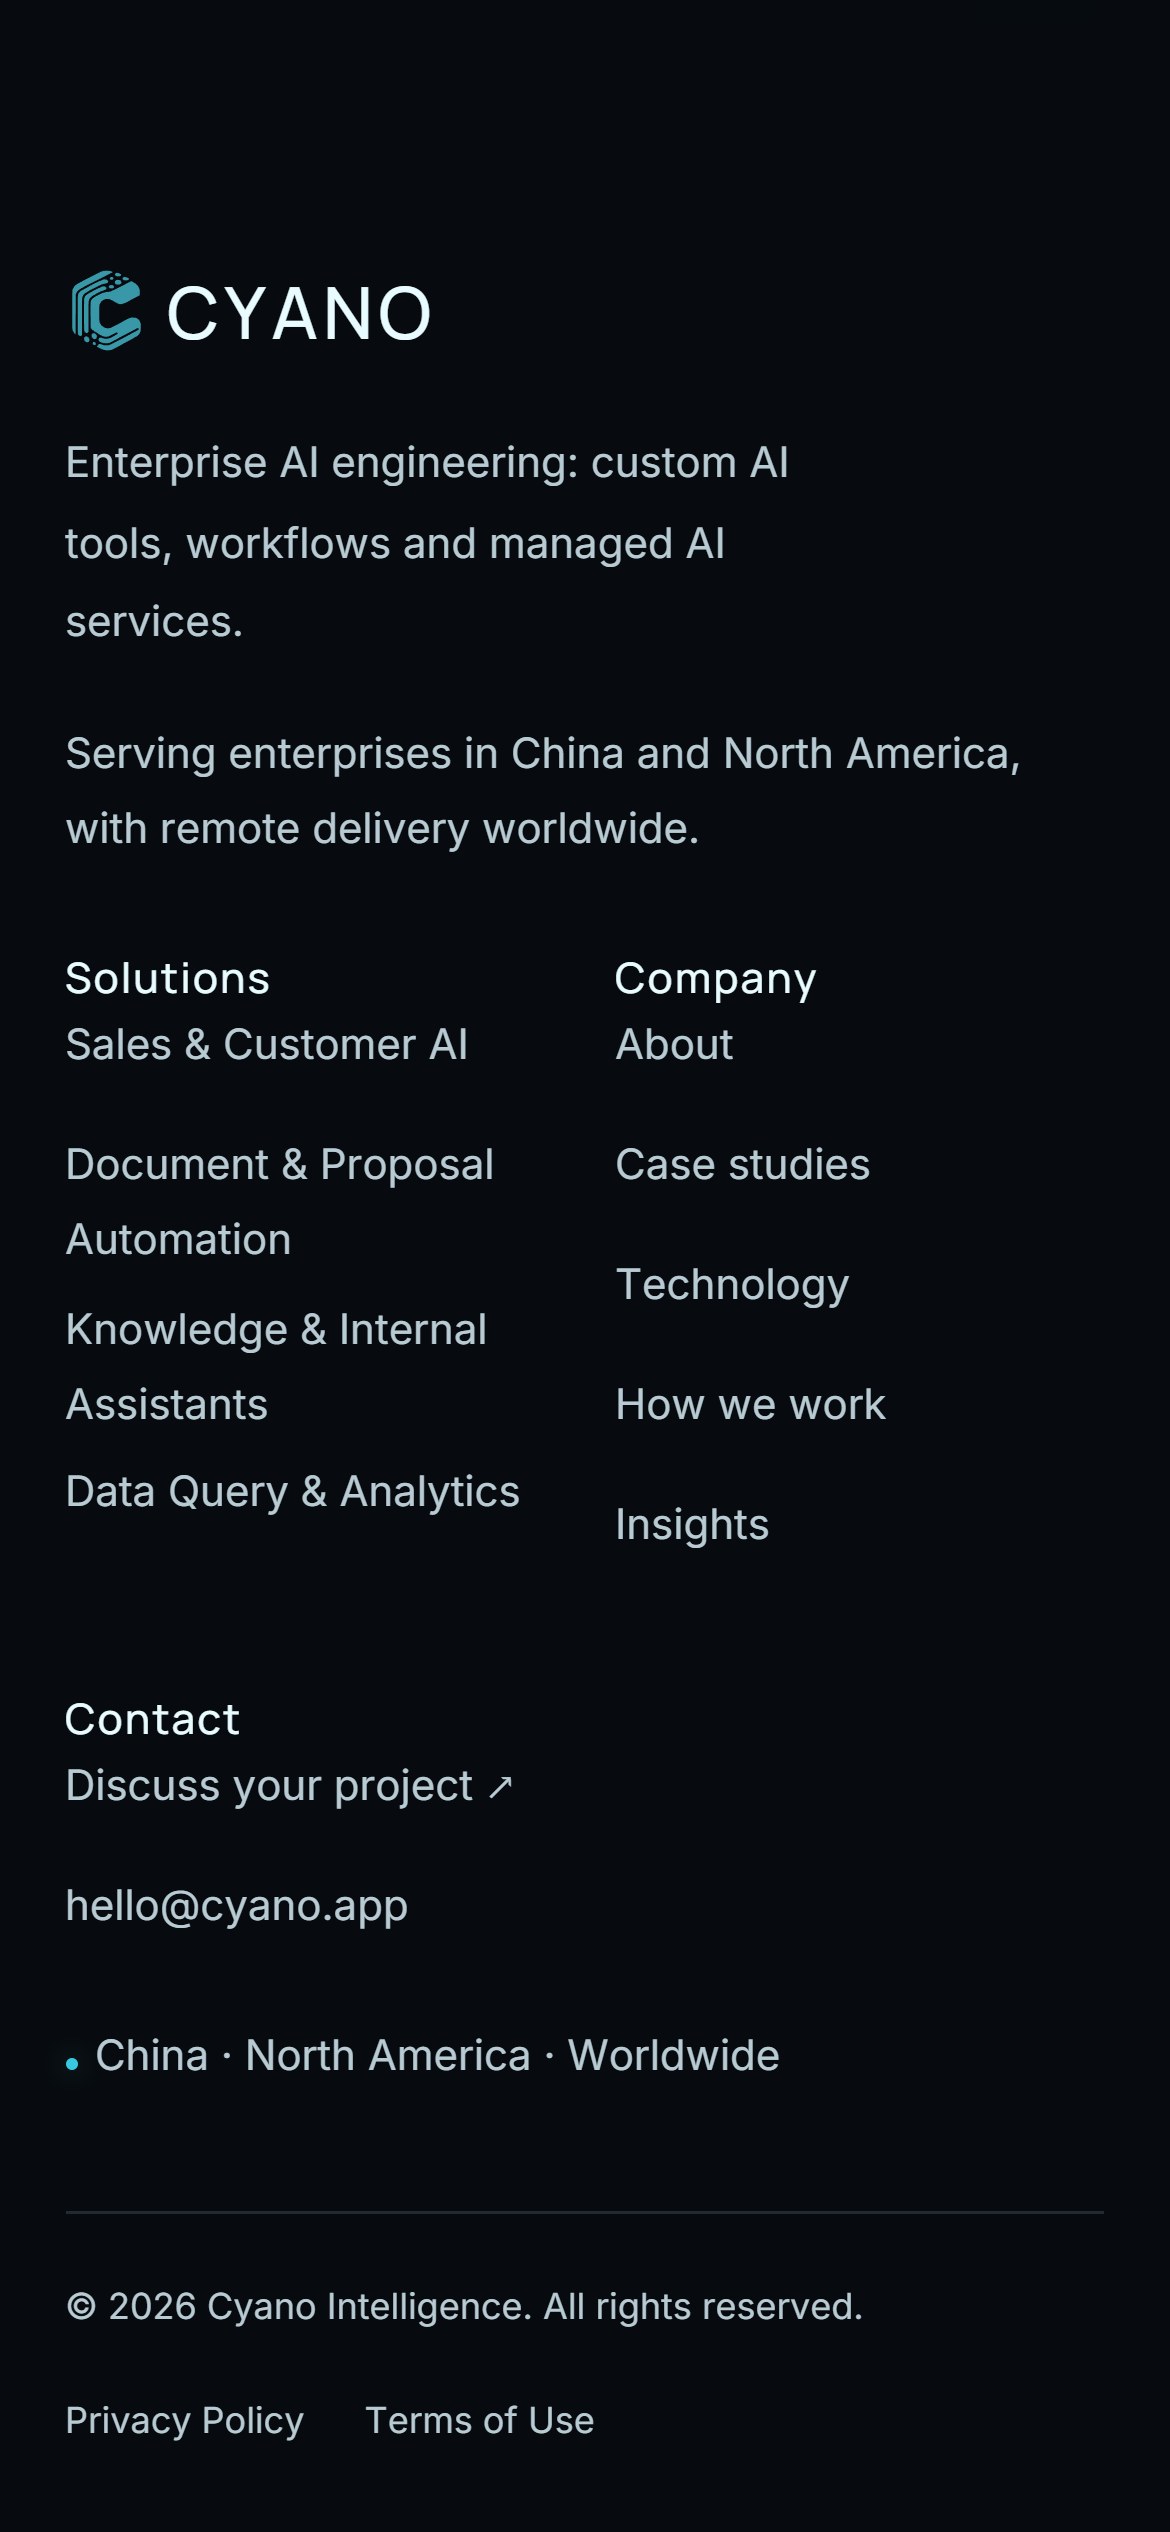 CYANO
Enterprise AI engineering: custom AI
tools, workflows and managed AI
services.
Serving enterprises in China and North America,
with remote delivery worldwide.
Solutions
Sales & Customer AI
Document & Proposal
Automation
Knowledge & Internal
Assistants
Data Query & Analytics
Company
About
Case studies
Technology
How we work
Insights
Contact
Discuss your project ↗
hello@cyano.app
China · North America · Worldwide
© 2026 Cyano Intelligence. All rights reserved.
Privacy Policy Terms of Use